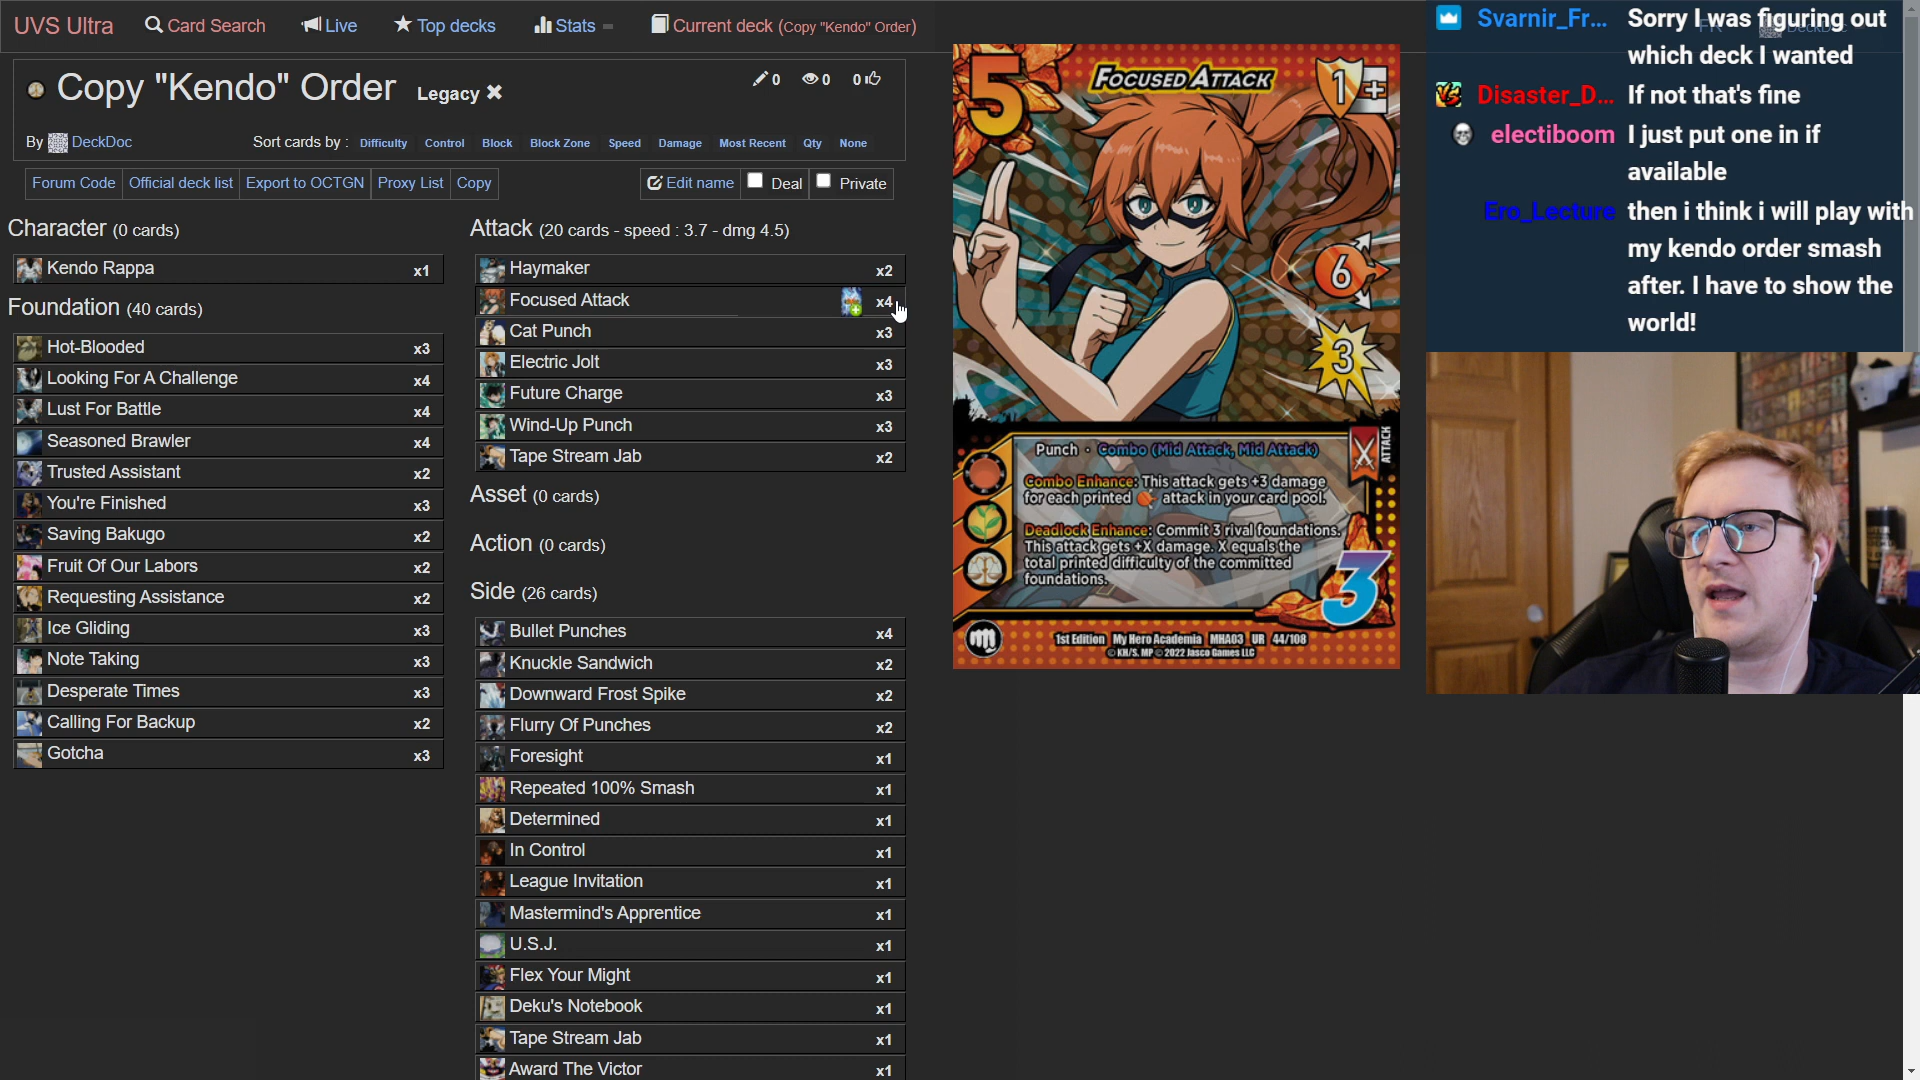 UVS Ultra
Card Search
Live
Top decks
Stats
Current deck (Copy "Kendo" Order)
Copy "Kendo" Order Legacy
0 0 0
By DeckDoc
Sort cards by : Difficulty Control Block Block Zone Speed Damage Most Recent Qty None
Forum Code Official deck list Export to OCTGN Proxy List Copy
Edit name Deal Private
Character (0 cards)
Kendo Rappa x1
Foundation (40 cards)
Hot-Blooded x3
Looking For A Challenge x4
Lust For Battle x4
Seasoned Brawler x4
Trusted Assistant x2
You're Finished x3
Saving Bakugo x2
Fruit Of Our Labors x2
Requesting Assistance x2
Ice Gliding x3
Note Taking x3
Desperate Times x3
Calling For Backup x2
Gotcha x3
Attack (20 cards - speed : 3.7 - dmg 4.5)
Haymaker x2
Focused Attack x4
Cat Punch x3
Electric Jolt x3
Future Charge x3
Wind-Up Punch x3
Tape Stream Jab x2
Asset (0 cards)
Action (0 cards)
Side (26 cards)
Bullet Punches x4
Knuckle Sandwich x2
Downward Frost Spike x2
Flurry Of Punches x2
Foresight x1
Repeated 100% Smash x1
Determined x1
In Control x1
League Invitation x1
Mastermind's Apprentice x1
U.S.J. x1
Flex Your Might x1
Deku's Notebook x1
Tape Stream Jab x1
Award The Victor x1
5
Focused Attack
1+
6
3
ATTACK
Punch · Combo (Mid Attack, Mid Attack)
Combo Enhance: This attack gets +3 damage
for each printed attack in your card pool.
Deadlock Enhance: Commit 3 rival foundations.
This attack gets +X damage. X equals the
total printed difficulty of the committed
foundations.
3
1st Edition My Hero Academia MHA03 UR 44/108
© KH/S. MP © 2022 Jasco Games LLC
Svarnir_Fr... Sorry I was figuring out
which deck I wanted
Disaster_D... If not that's fine
electiboom I just put one in if
available
Ero_Lecture then i think i will play with
my kendo order smash
after. I have to show the
world!